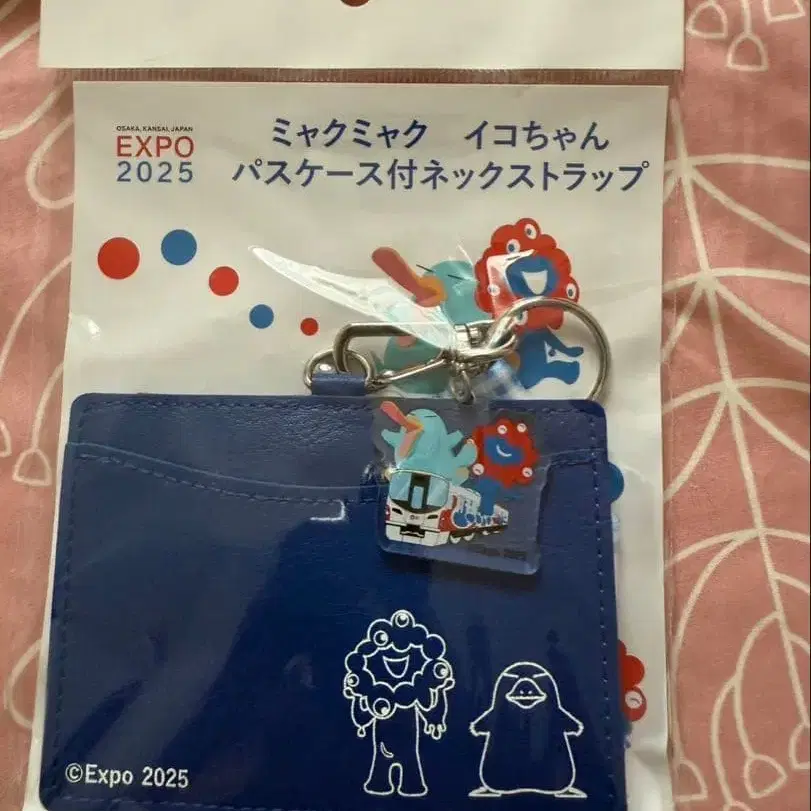 OSAKA, KANSAI, JAPAN
EXPO
2025
ミャクミャク　イコちゃん
パスケース付ネックストラップ
©Expo 2025